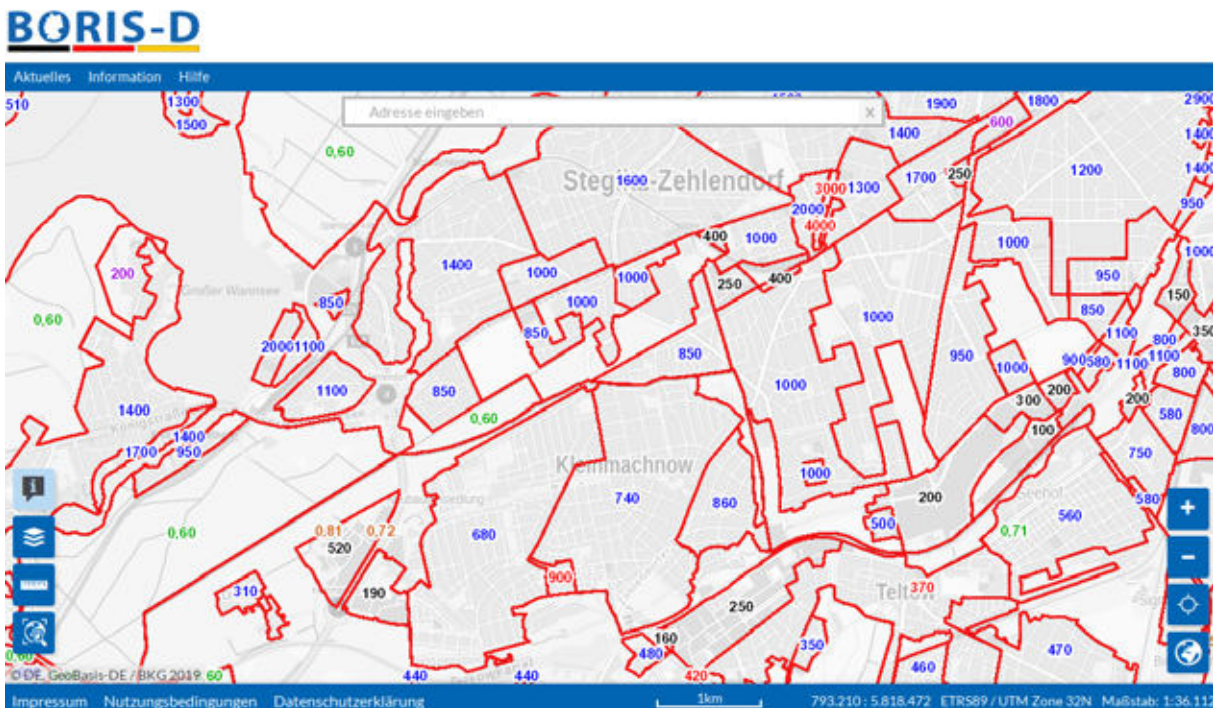 BORIS-D
Aktuelles Information Hilfe
Adresse eingeben x
510 1300 1900 1800 2900
1500 600 1400 1400
0,60 1200
Steglitz-Zehlendorf
1600 3000 1300 1700 250 1400
2000 950
4000
400 1000 1000 1000
200 1400 1000 1000 250 400 950
Großer Wannsee
850 1000 150
0,60 850 1000 850 1100 350
2000 1100 850 950 800
1100 850 1000 1000 900 580 1100 1100
800
1400 300 200 200
0,60 580
Königstraße
1400 100 800
1700 950 750
Kleinmachnow 1000
740 860 200 Seehof 580
0,60 0,81 0,72 680 500 0,71 560
520
310 190 900 Teltow 370
250
160 350
480 470
460
440 440 420
© DE, GeoBasis-DE / BKG 2019 60
Impressum Nutzungsbedingungen Datenschutzerklärung 1km 793.210 : 5.818.472 ETRS89 / UTM Zone 32N Maßstab: 1:36.112